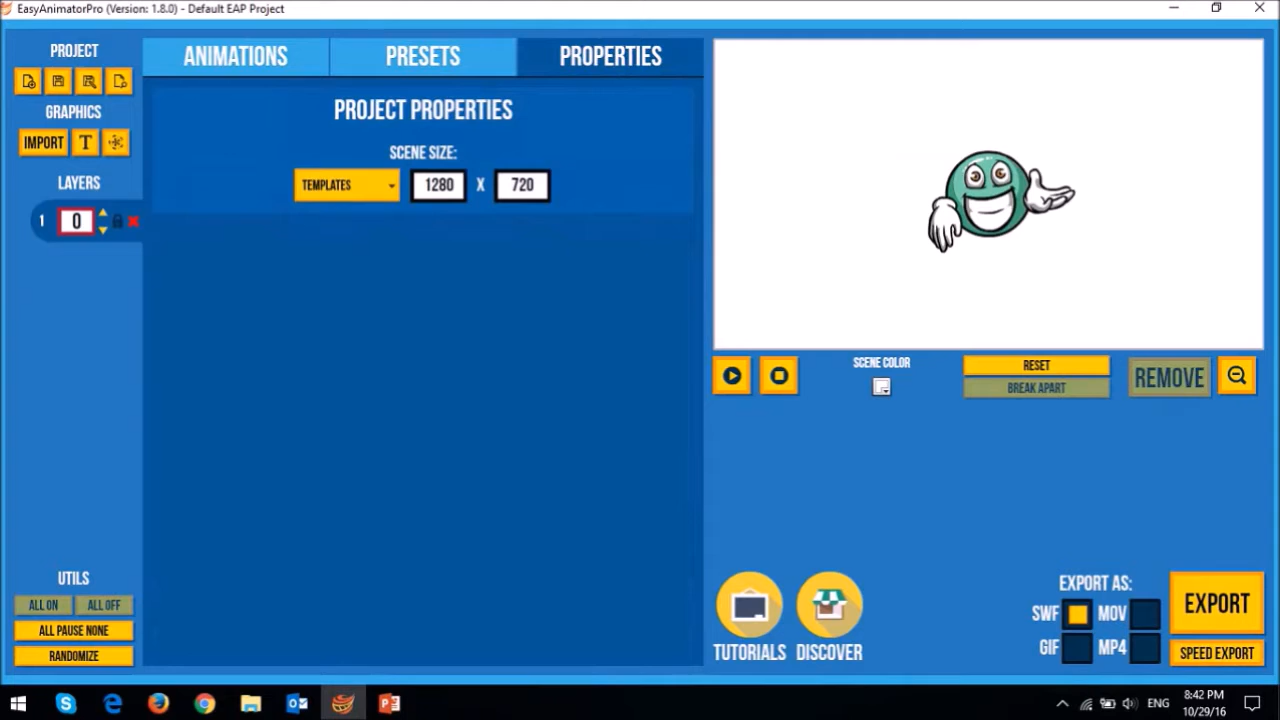 EasyAnimatorPro (Version: 1.8.0) - Default EAP Project
PROJECT
ANIMATIONS
PRESETS
PROPERTIES
GRAPHICS
IMPORT
T
PROJECT PROPERTIES
SCENE SIZE:
TEMPLATES
1280 X 720
LAYERS
1 0
SCENE COLOR
RESET
BREAK APART
REMOVE
UTILS
ALL ON
ALL OFF
ALL PAUSE NONE
RANDOMIZE
TUTORIALS
DISCOVER
EXPORT AS:
SWF
MOV
GIF
MP4
EXPORT
SPEED EXPORT
ENG
8:42 PM
10/29/16